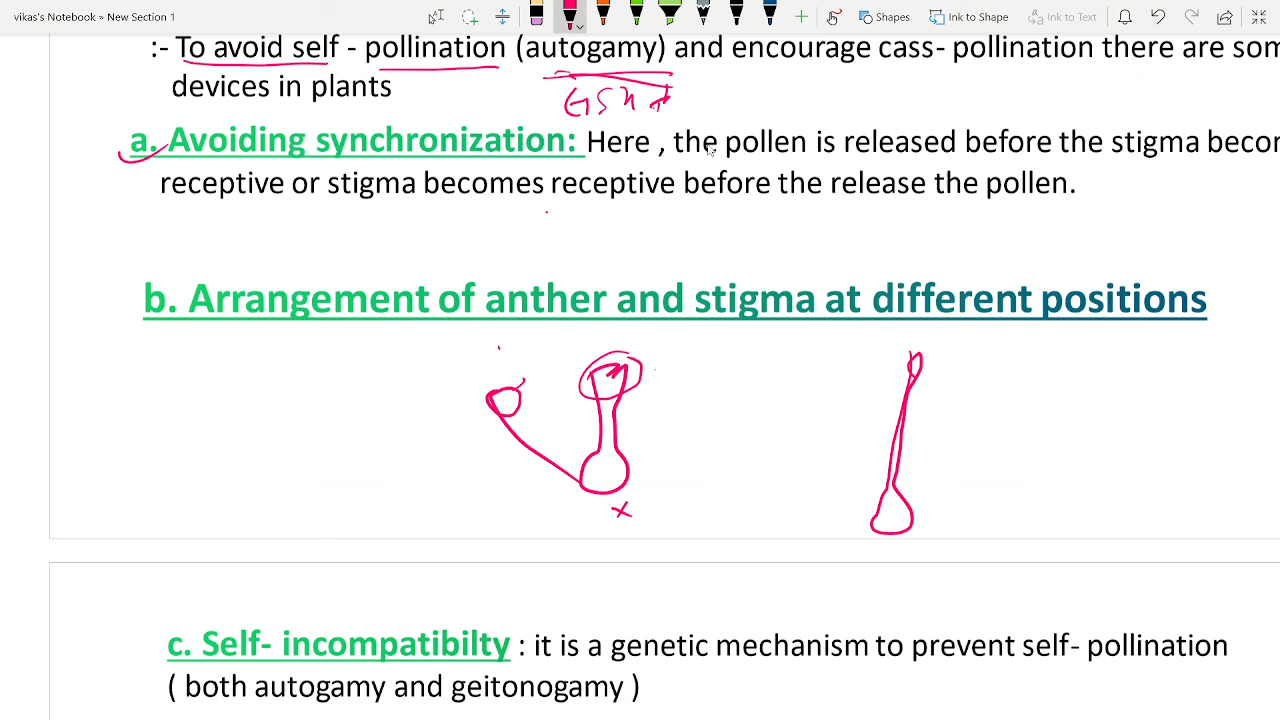 vikas's Notebook » New Section 1
Shapes Ink to Shape Ink to Text
:- To avoid self - pollination (autogamy) and encourage cass- pollination there are som
devices in plants
a. Avoiding synchronization: Here , the pollen is released before the stigma becor
receptive or stigma becomes receptive before the release the pollen.
b. Arrangement of anther and stigma at different positions
c. Self- incompatibilty : it is a genetic mechanism to prevent self- pollination
( both autogamy and geitonogamy )